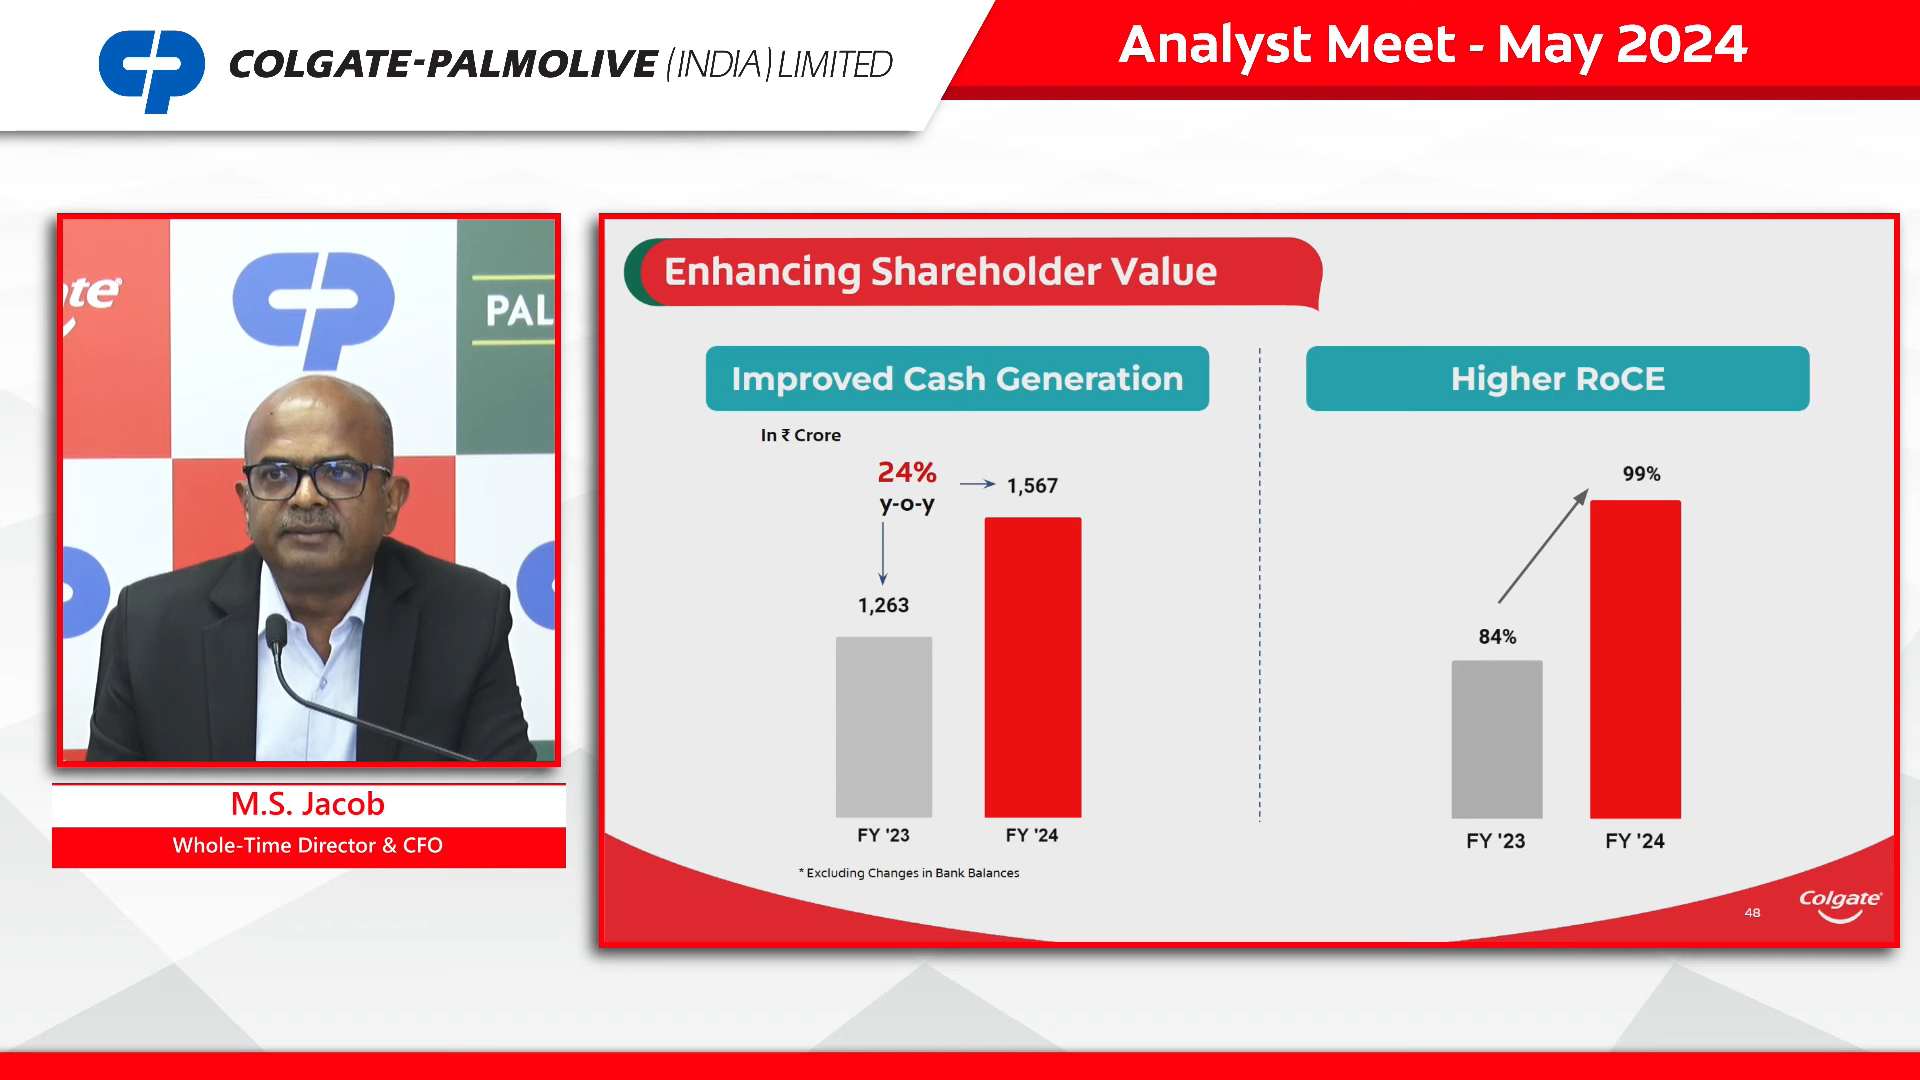 COLGATE-PALMOLIVE (INDIA) LIMITED
Analyst Meet - May 2024
te
PAL
M.S. Jacob
Whole-Time Director & CFO
Enhancing Shareholder Value
Improved Cash Generation
In ₹ Crore
24%
y-o-y
1,567
1,263
FY '23
FY '24
* Excluding Changes in Bank Balances
Higher RoCE
99%
84%
FY '23
FY '24
48
Colgate